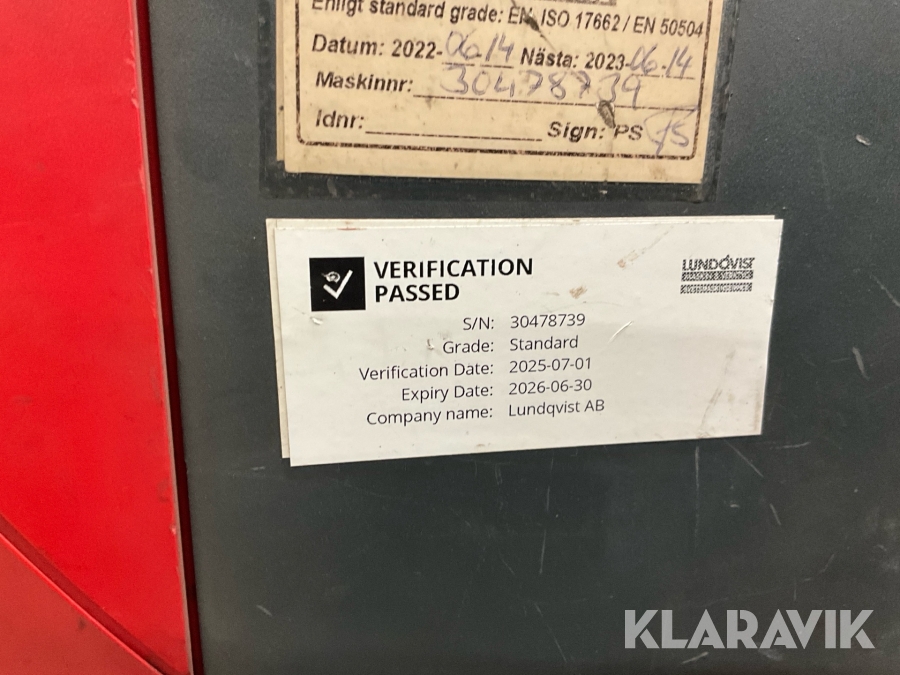 Enligt standard grade: EN ISO 17662 / EN 50504
Datum: 2022-06-14 Nästa: 2023-06-14
Maskinnr: 30478739
Idnr:
Sign: PS
VERIFICATION
PASSED
LUNDQVIST
S/N: 30478739
Grade: Standard
Verification Date: 2025-07-01
Expiry Date: 2026-06-30
Company name: Lundqvist AB
KLARAVIK